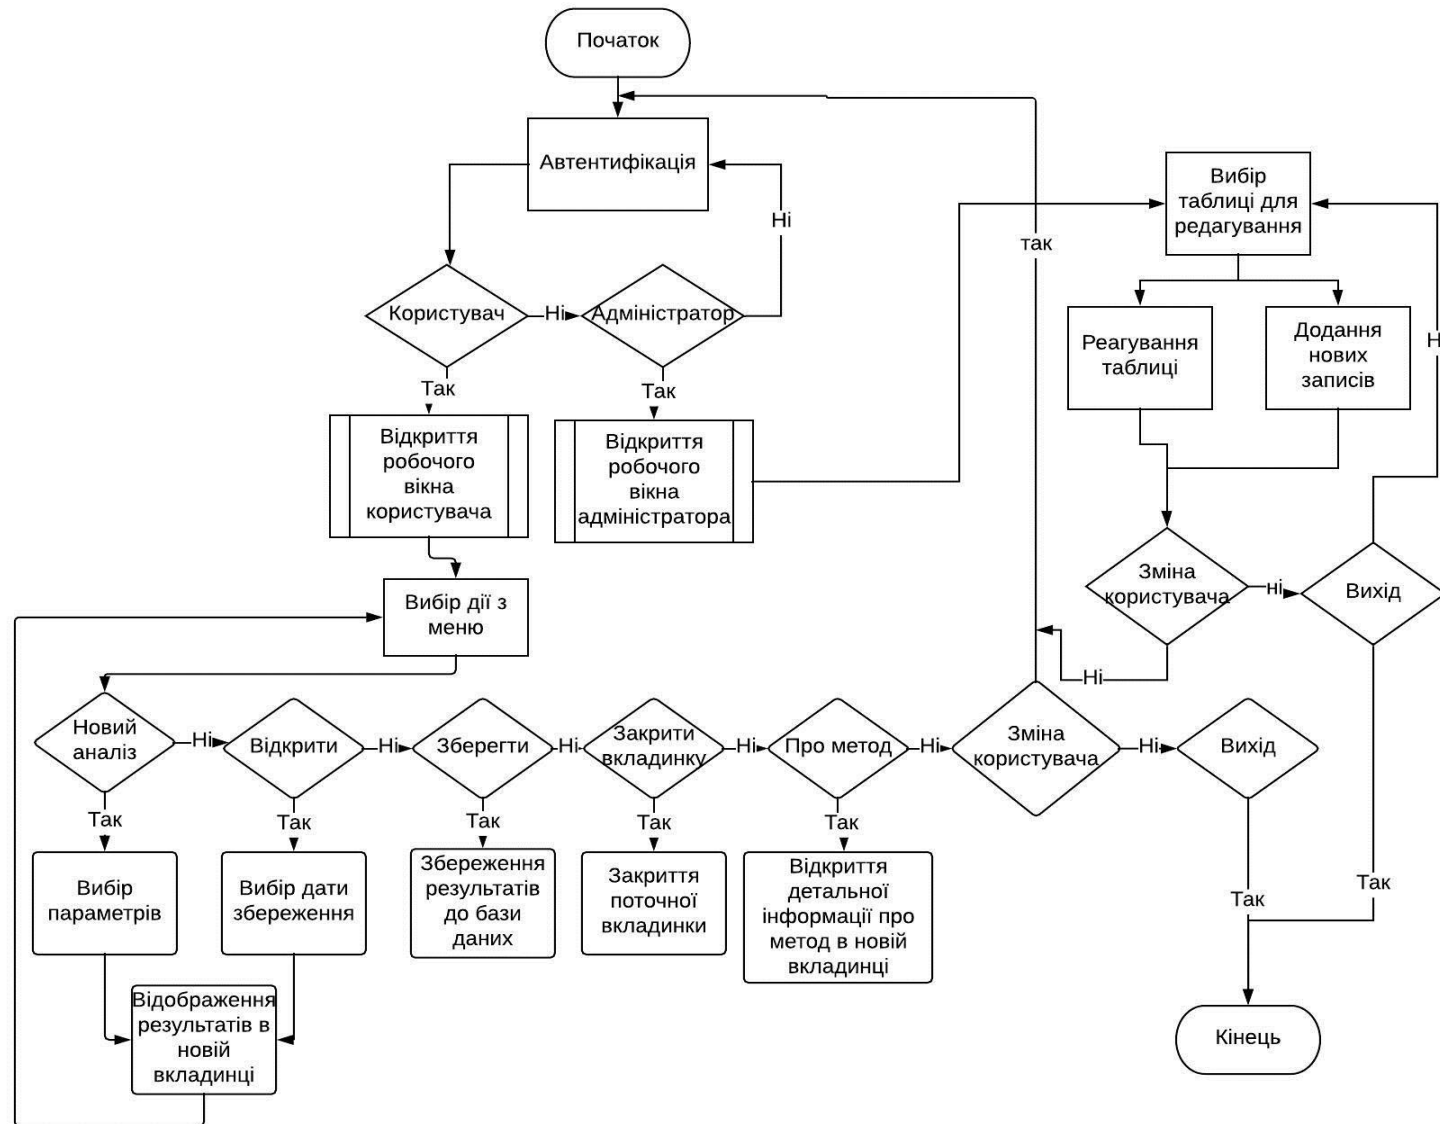 Початок
Автентифікація
Вибір
таблиці для
редагування
Ні
так
Користувач
Ні
Адміністратор
Реагування
таблиці
Додання
нових
записів
Н
Так
Так
Відкриття
робочого
вікна
користувача
Відкриття
робочого
вікна
адміністратора
Зміна
користувача
ні
Вихід
Вибір дії з
меню
Ні
Новий
аналіз
Ні
Відкрити
Ні
Зберегти
Ні
Закрити
вкладинку
Ні
Про метод
Ні
Зміна
користувача
Ні
Вихід
Так
Так
Так
Так
Так
Вибір
параметрів
Вибір дати
збереження
Збереження
результатів
до бази
даних
Закриття
поточної
вкладинки
Відкриття
детальної
інформації про
метод в новій
вкладинці
Так
Так
Відображення
результатів в
новій
вкладинці
Кінець